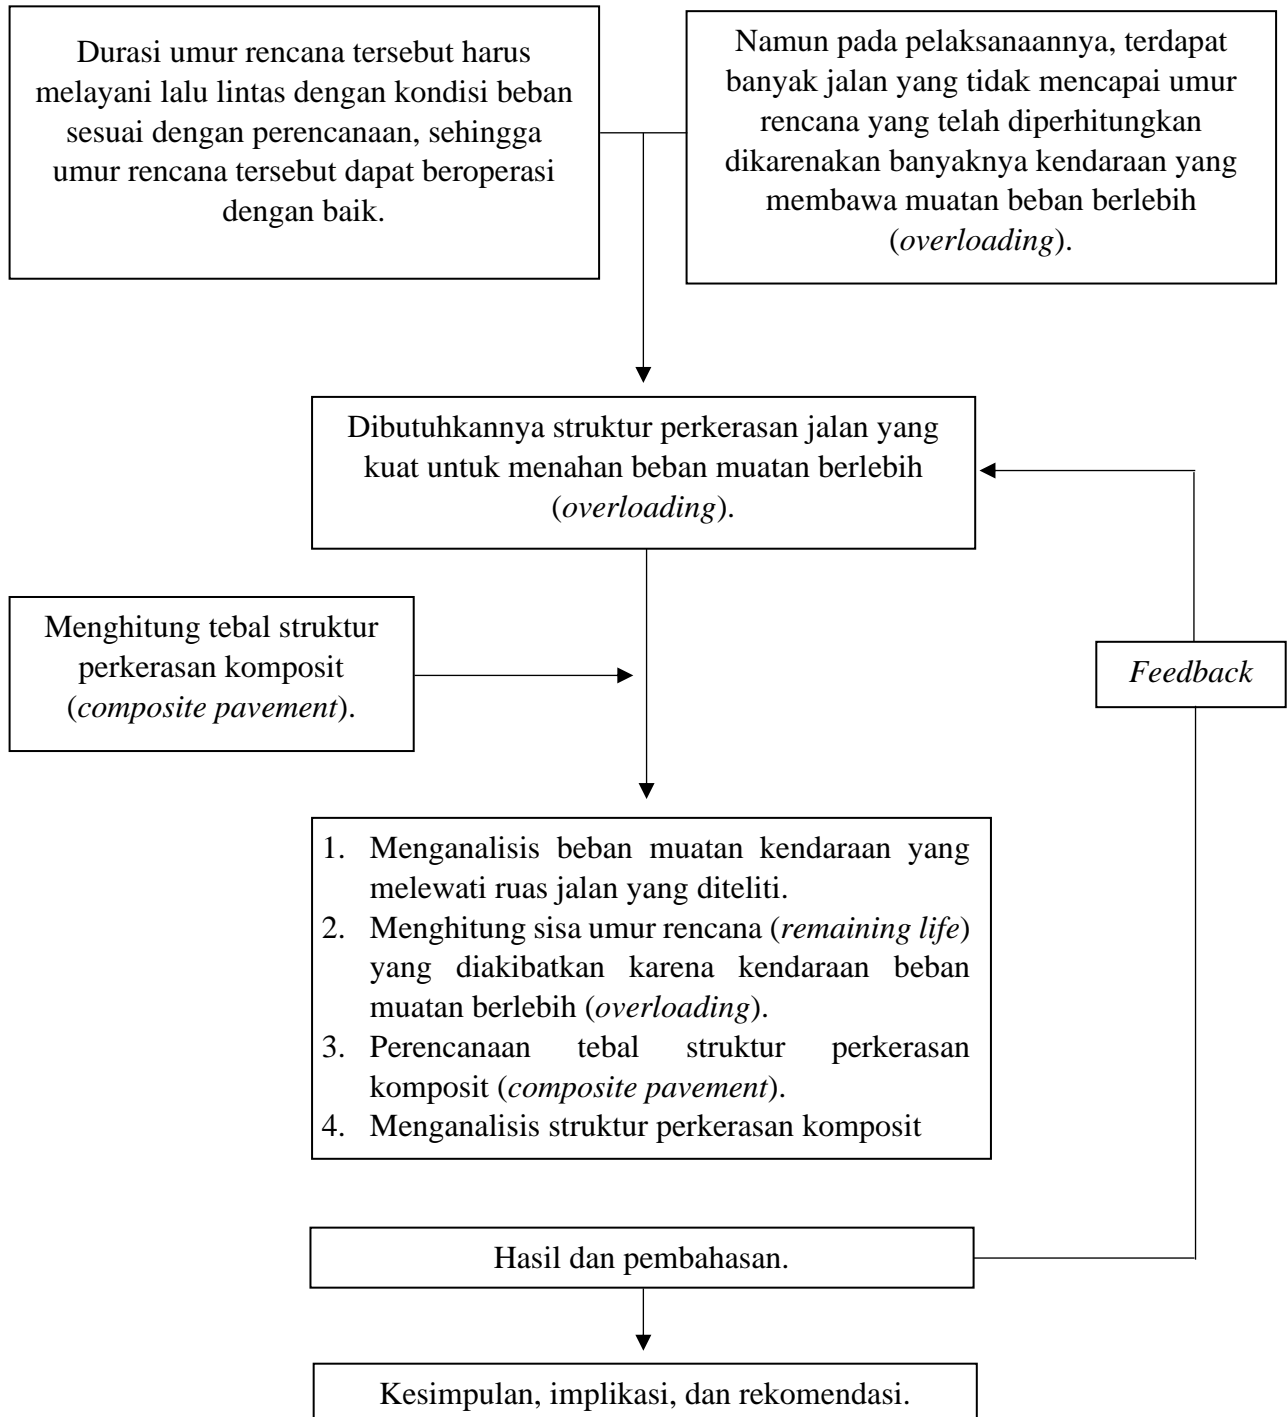 Durasi umur rencana tersebut harus
melayani lalu lintas dengan kondisi beban
sesuai dengan perencanaan, sehingga
umur rencana tersebut dapat beroperasi
dengan baik.
Namun pada pelaksanaannya, terdapat
banyak jalan yang tidak mencapai umur
rencana yang telah diperhitungkan
dikarenakan banyaknya kendaraan yang
membawa muatan beban berlebih
(overloading).
Dibutuhkannya struktur perkerasan jalan yang
kuat untuk menahan beban muatan berlebih
(overloading).
Menghitung tebal struktur
perkerasan komposit
(composite pavement).
Feedback
1. Menganalisis beban muatan kendaraan yang
melewati ruas jalan yang diteliti.
2. Menghitung sisa umur rencana (remaining life)
yang diakibatkan karena kendaraan beban
muatan berlebih (overloading).
3. Perencanaan tebal struktur perkerasan
komposit (composite pavement).
4. Menganalisis struktur perkerasan komposit
Hasil dan pembahasan.
Kesimpulan, implikasi, dan rekomendasi.